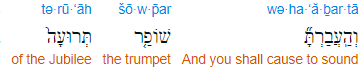 tə·rū·‘āh šō·w·p̄ar wə·ha·‘ă·ḇar·tā
תְּרוּעָה֙ שׁוֹפַ֤ר וְֽהַעֲבַרְתָּ֞
of the Jubilee the trumpet And you shall cause to sound